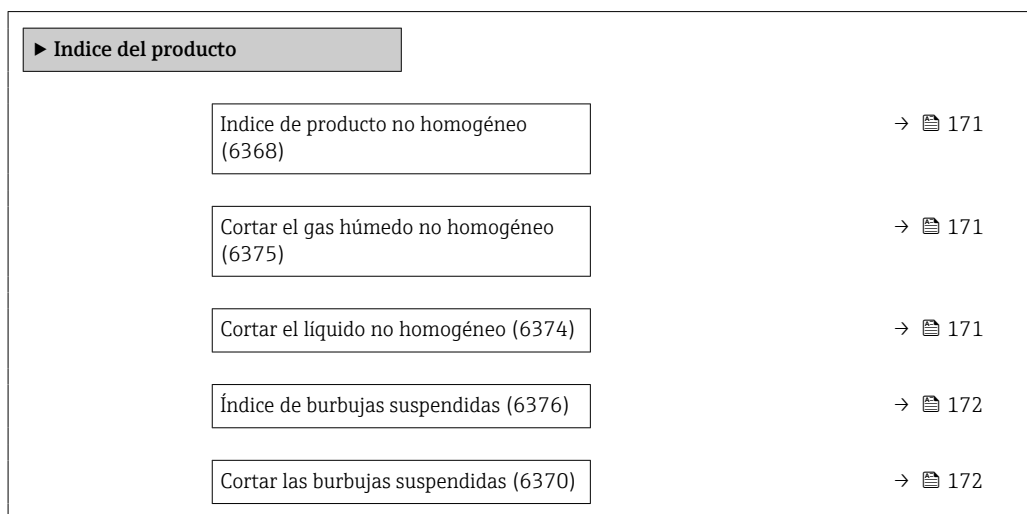 ▶ Indice del producto
Indice de producto no homogéneo
(6368)
→ 171
Cortar el gas húmedo no homogéneo
(6375)
→ 171
Cortar el líquido no homogéneo (6374)
→ 171
Índice de burbujas suspendidas (6376)
→ 172
Cortar las burbujas suspendidas (6370)
→ 172